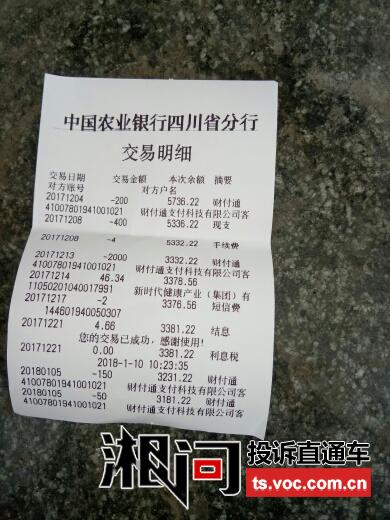 中国农业银行四川省分行
交易明细
交易日期 交易金额 本次余额 摘要
对方账号 对方户名
20171204 -200 5736.22 财付通
41007801941001021 财付通支付科技有限公司客
20171208 -400 5336.22 现支
20171208 -4 5332.22 手续费
20171213 -2000 3332.22 财付通
41007801941001021 财付通支付科技有限公司客
20171214 46.34 3378.56
11050201040017991 新时代健康产业（集团）有
20171217 -2 3376.56 短信费
144601940050307
20171221 4.66 3381.22 结息
您的交易已成功，感谢使用！
20171221 0.00 3381.22 利息税
2018-1-10 10:23:35
20180105 -150 3231.22 财付通
41007801941001021 财付通支付科技有限公司客
20180105 -50 3181.22 财付通
41007801941001021 财付通支付科技有限公司客
湘问
投诉直通车
ts.voc.com.cn